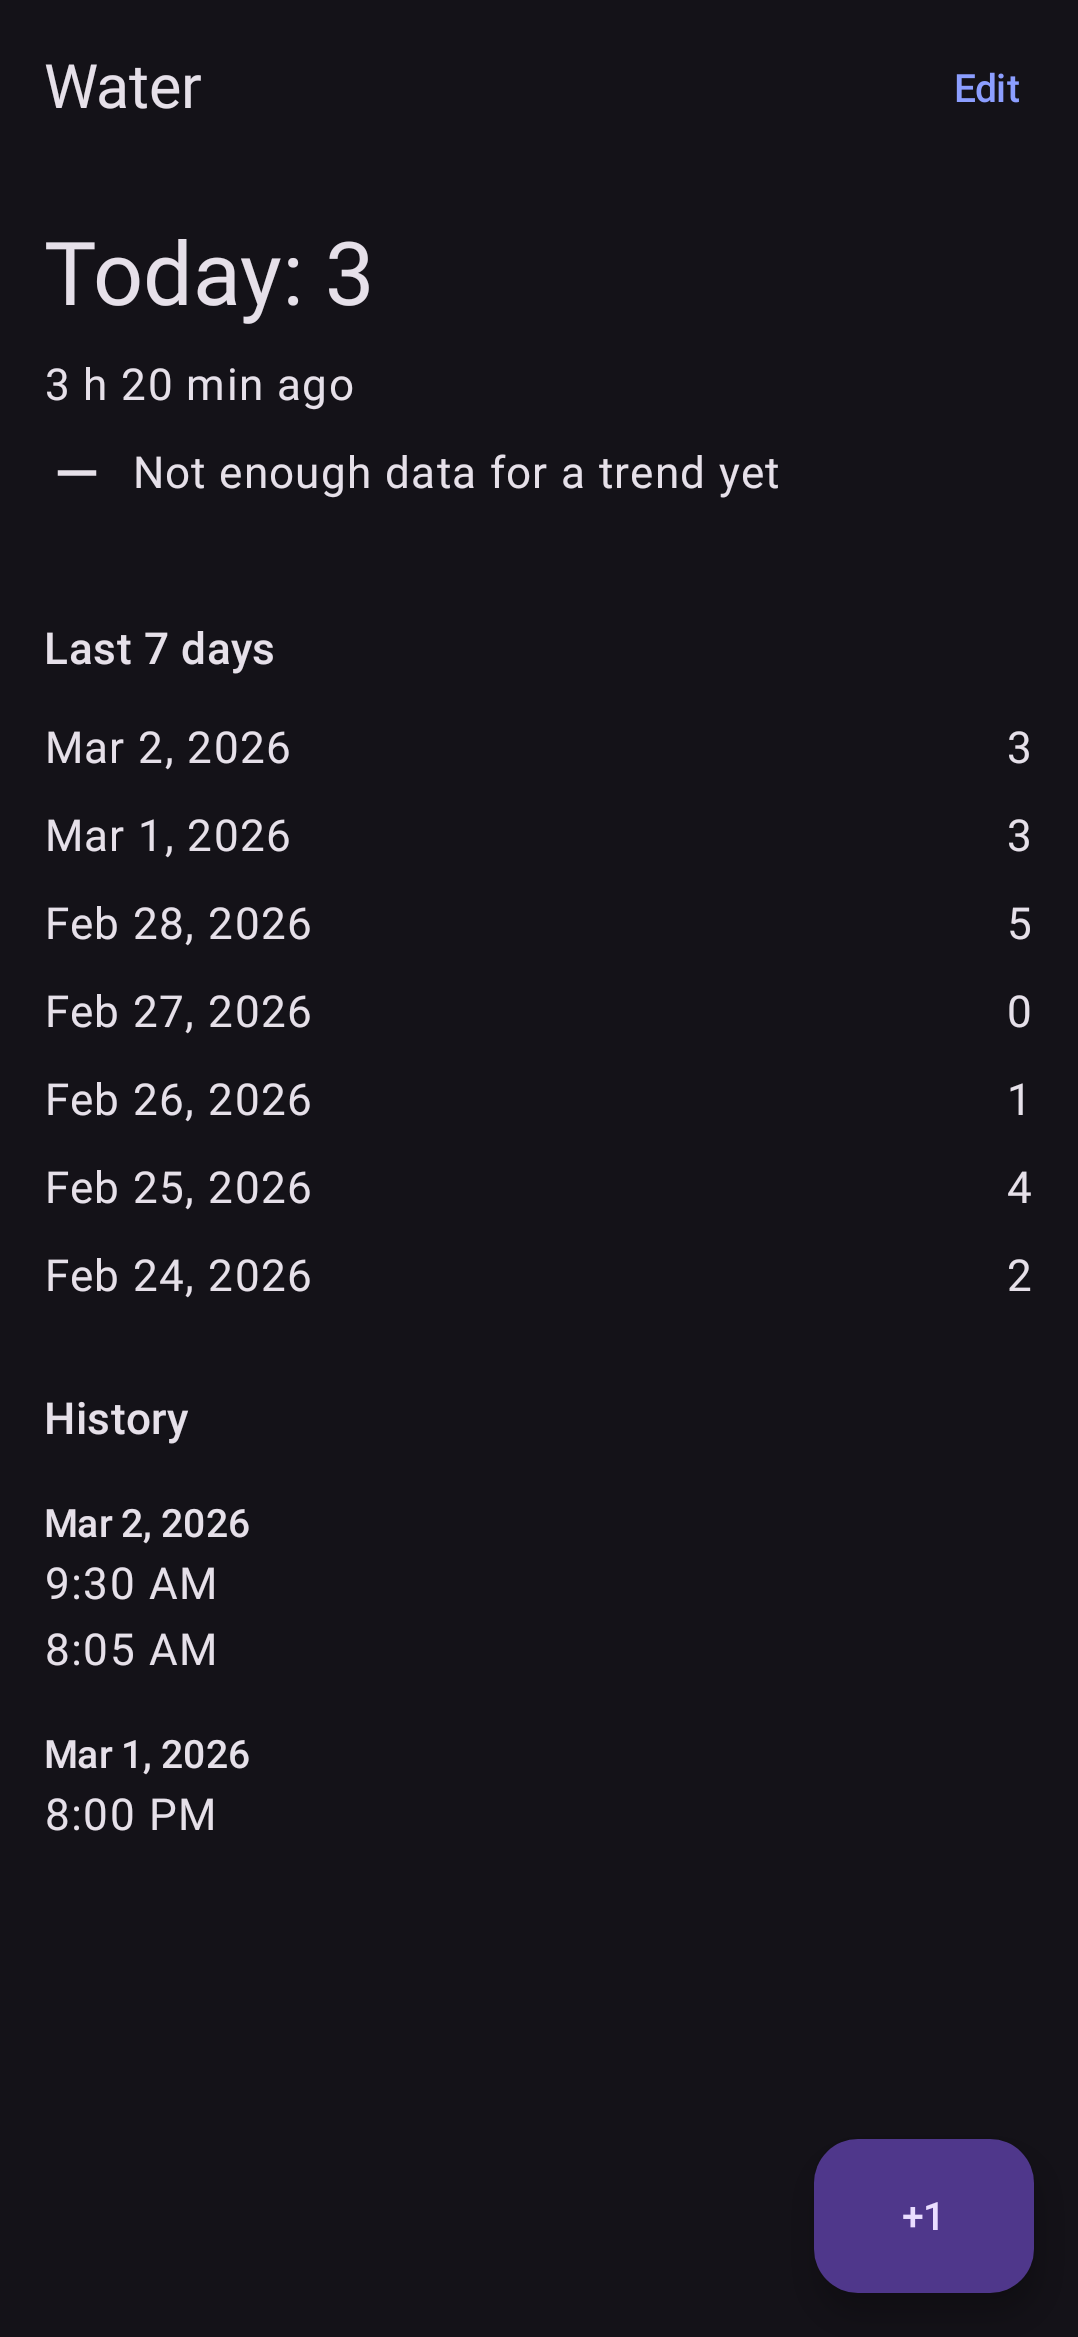 Water
Edit
Today: 3
3 h 20 min ago
Not enough data for a trend yet
Last 7 days
Mar 2, 2026 3
Mar 1, 2026 3
Feb 28, 2026 5
Feb 27, 2026 0
Feb 26, 2026 1
Feb 25, 2026 4
Feb 24, 2026 2
History
Mar 2, 2026
9:30 AM
8:05 AM
Mar 1, 2026
8:00 PM
+1